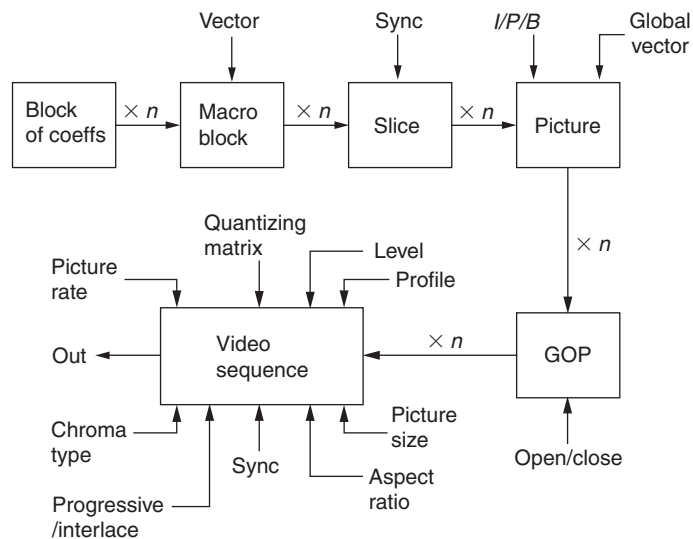 Vector
Sync
I/P/B
Global
vector
Block
of coeffs
× n
Macro
block
× n
Slice
× n
Picture
× n
Quantizing
matrix
Level
Picture
rate
Profile
Out
Video
sequence
× n
GOP
Chroma
type
Sync
Picture
size
Open/close
Aspect
ratio
Progressive
/interlace